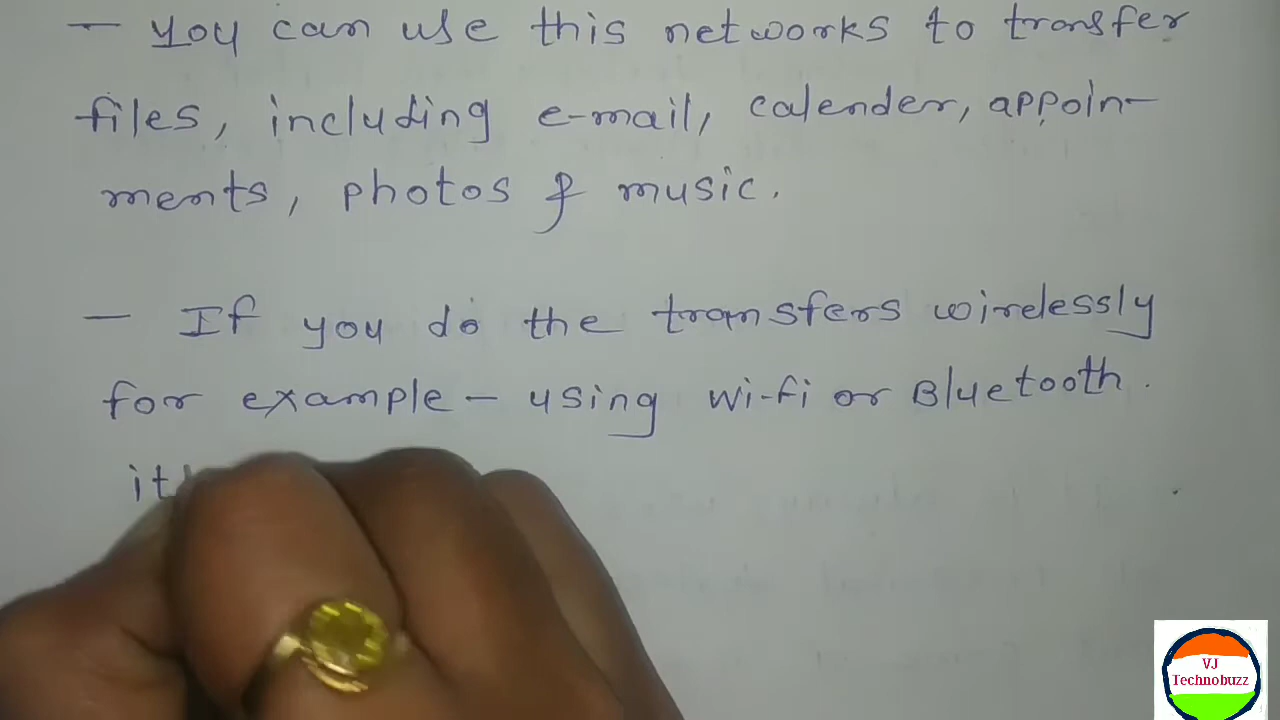 - you can use this networks to transfer
files, including e-mail, calender, appoin-
ments, photos & music.
- If you do the transfers wirelessly
for example - using Wi-fi or Bluetooth.
VJ
Technobuzz